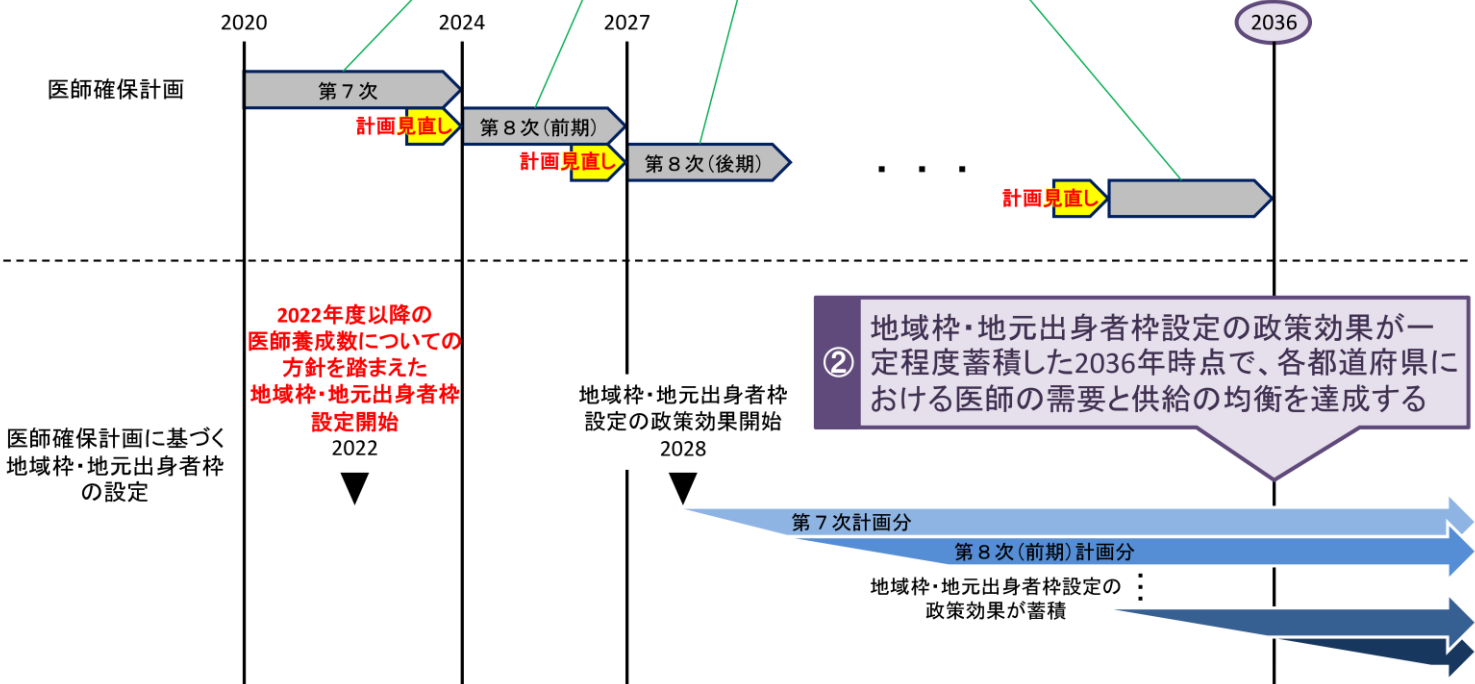 2020
2024
2027
2036
医師確保計画
第7次
計画見直し
第8次(前期)
計画見直し
第8次(後期)
・・・
計画見直し
2022年度以降の
医師養成数についての
方針を踏まえた
地域枠・地元出身者枠
設定開始
2022
地域枠・地元出身者枠
設定の政策効果開始
2028
②
地域枠・地元出身者枠設定の政策効果が一
定程度蓄積した2036年時点で、各都道府県に
おける医師の需要と供給の均衡を達成する
医師確保計画に基づく
地域枠・地元出身者枠
の設定
第7次計画分
第8次(前期)計画分
地域枠・地元出身者枠設定の
政策効果が蓄積